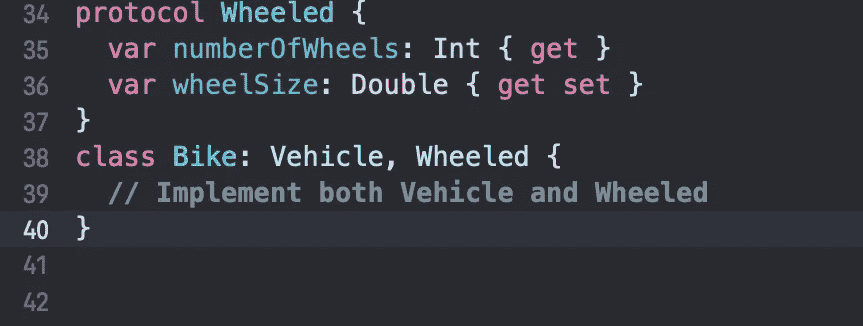 34 protocol Wheeled {
35   var numberOfWheels: Int { get }
36   var wheelSize: Double { get set }
37 }
38 class Bike: Vehicle, Wheeled {
39   // Implement both Vehicle and Wheeled
40 }
41
42